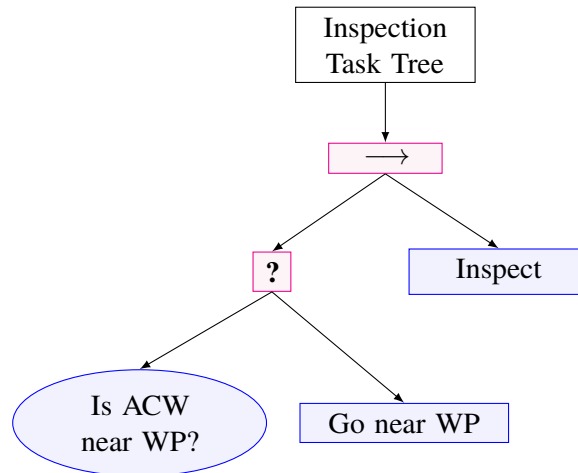 Inspection
Task Tree
⟶
?
Inspect
Is ACW
near WP?
Go near WP